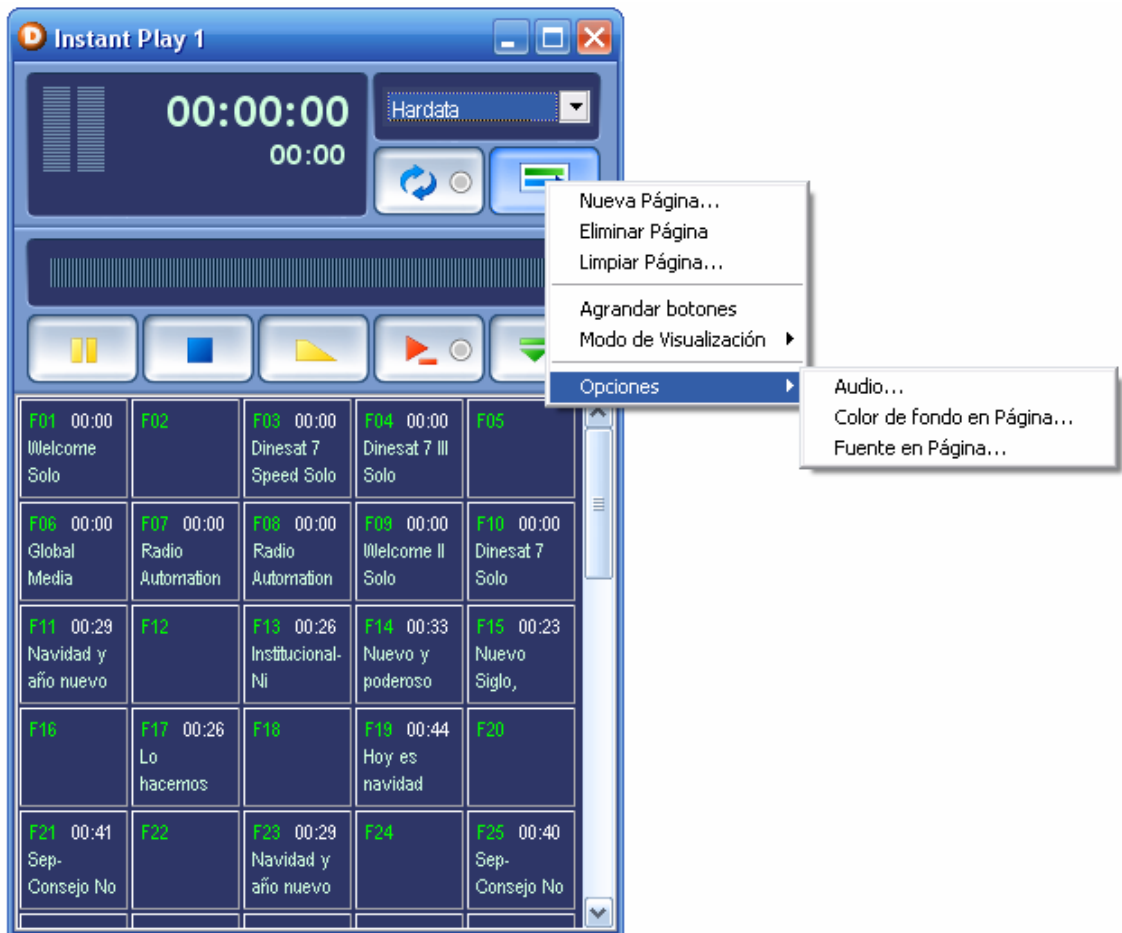 Instant Play 1
00:00:00
00:00
Hardata
Nueva Página...
Eliminar Página
Limpiar Página...
Agrandar botones
Modo de Visualización
Opciones
Audio...
Color de fondo en Página...
Fuente en Página...
F01 00:00
Welcome
Solo
F02
F03 00:00
Dinesat 7
Speed Solo
F04 00:00
Dinesat 7 III
Solo
F05
F06 00:00
Global
Media
F07 00:00
Radio
Automation
F08 00:00
Radio
Automation
F09 00:00
Welcome II
Solo
F10 00:00
Dinesat 7
Solo
F11 00:29
Navidad y
año nuevo
F12
F13 00:26
Institucional-
Ni
F14 00:33
Nuevo y
poderoso
F15 00:23
Nuevo
Siglo,
F16
F17 00:26
Lo
hacemos
F18
F19 00:44
Hoy es
navidad
F20
F21 00:41
Sep-
Consejo No
F22
F23 00:29
Navidad y
año nuevo
F24
F25 00:40
Sep-
Consejo No